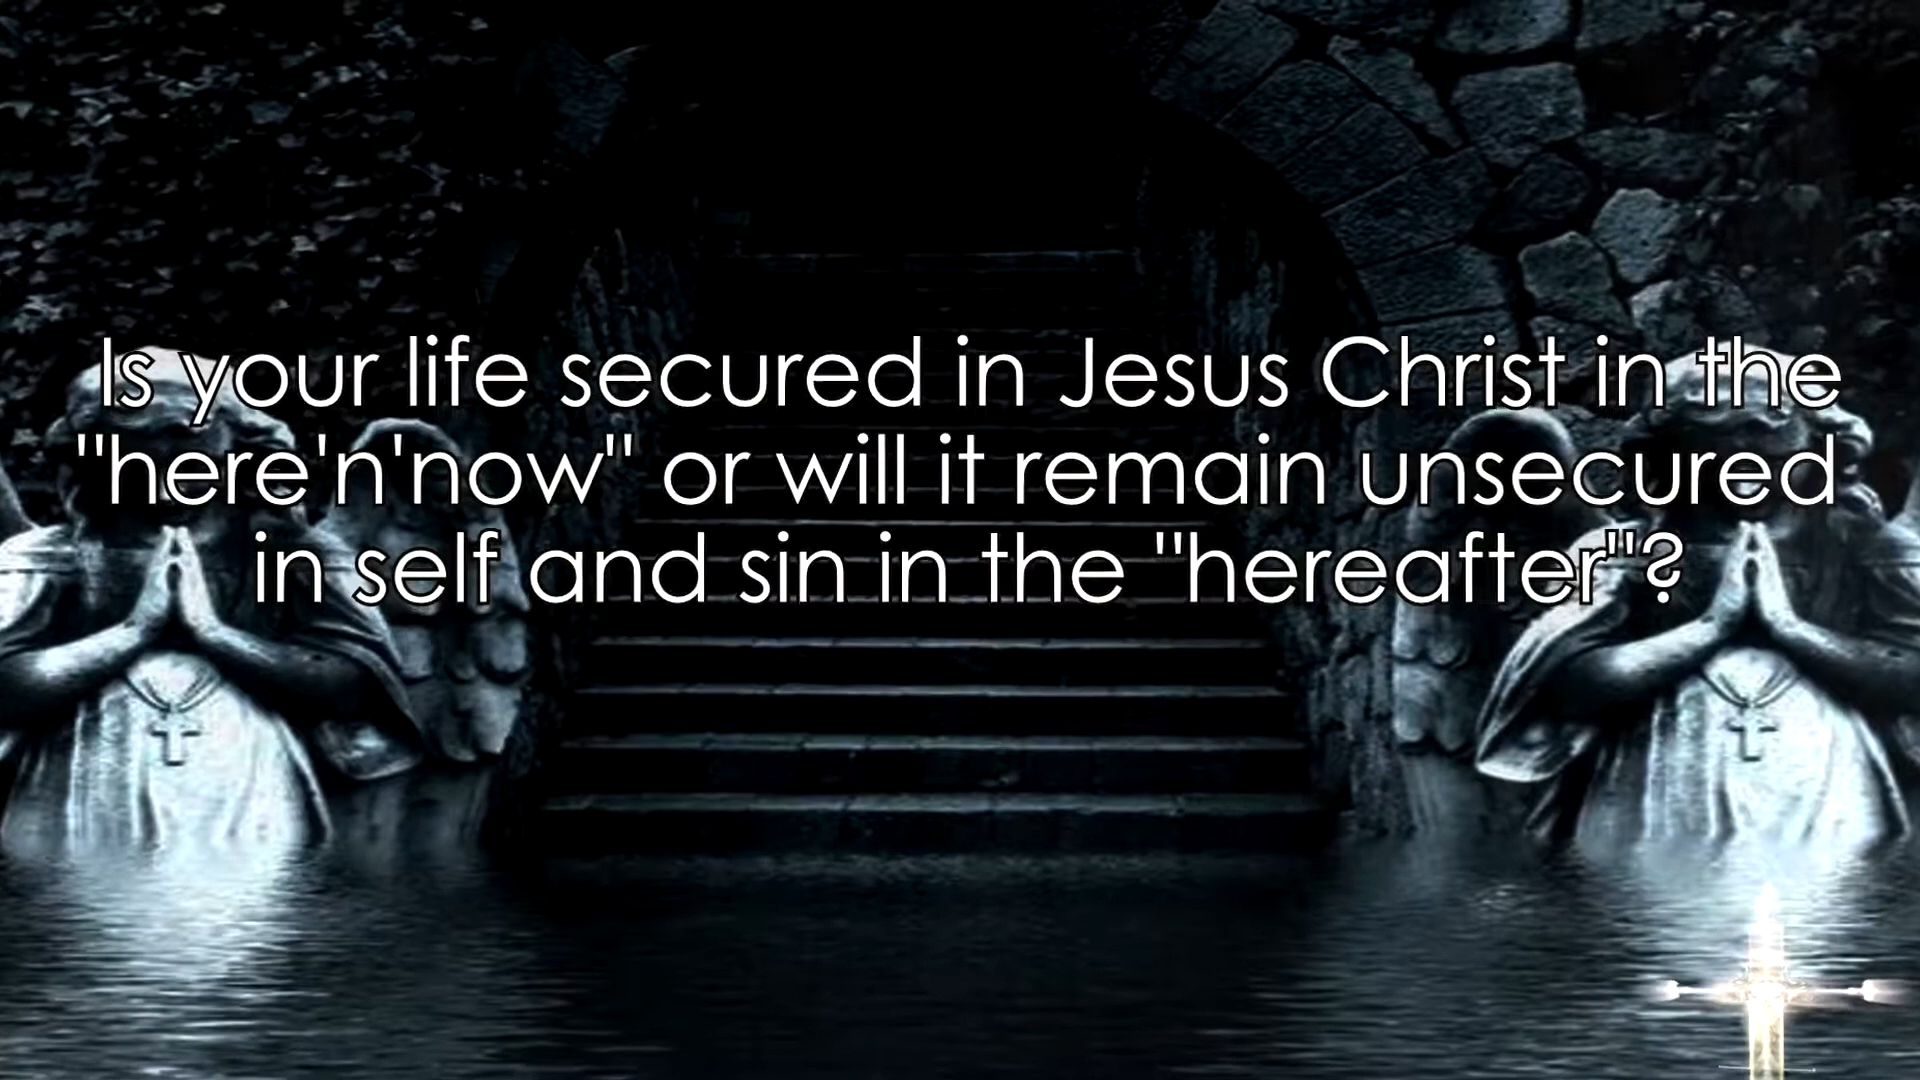 Is your life secured in Jesus Christ in the
"here'n'now" or will it remain unsecured
in self and sin in the "hereafter"?